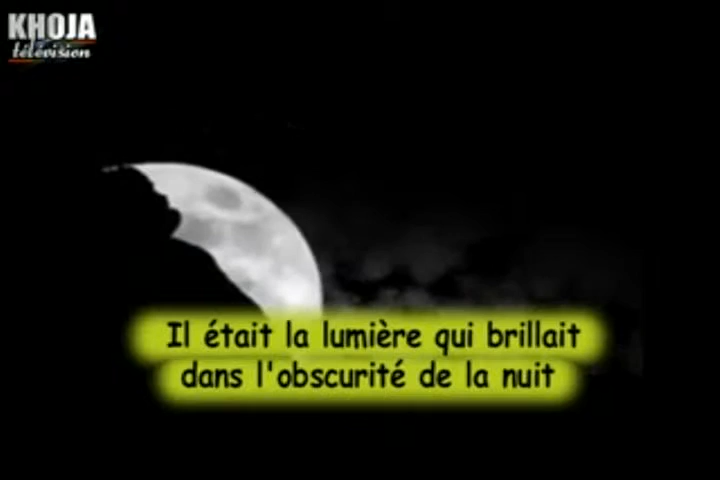 KHOJA
télévision
Il était la lumière qui brillait
dans l'obscurité de la nuit